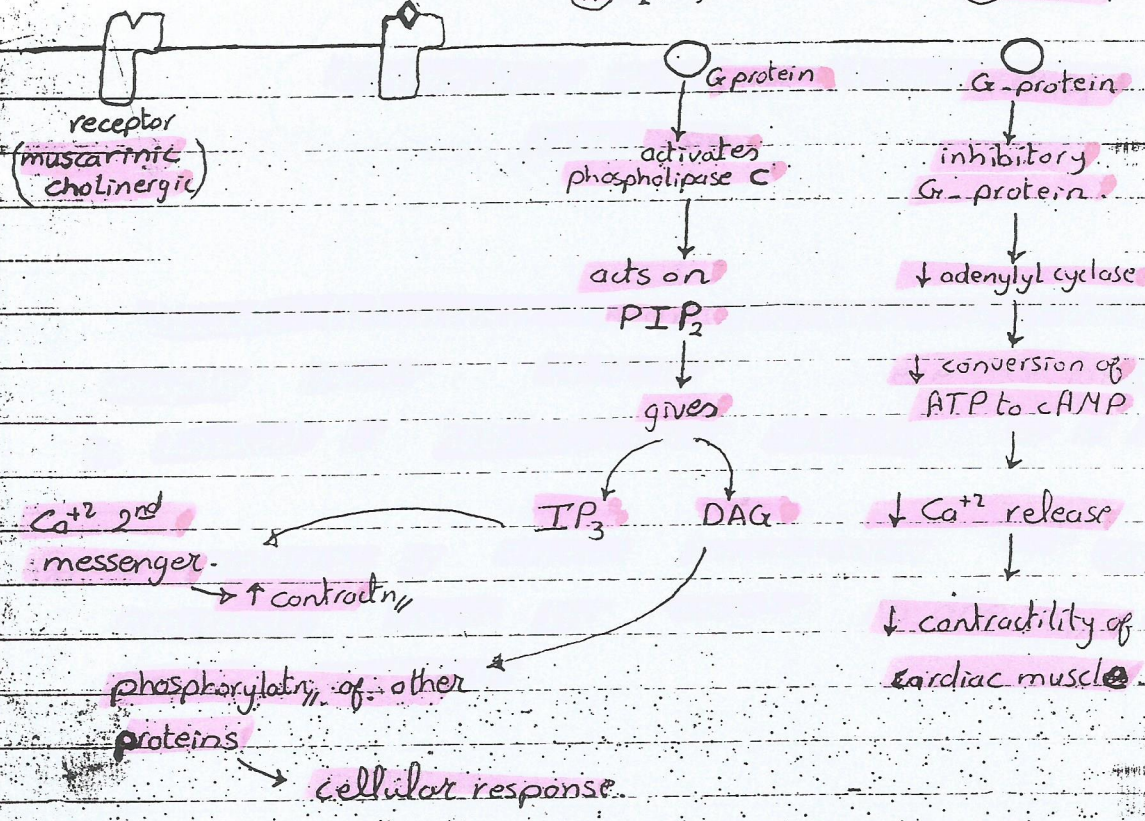 G protein
G-protein
receptor
(muscarinic
cholinergic)
activates
phospholipase C
inhibitory
G-protein.
acts on
PIP2
↓ adenylyl cyclase
gives
↓ conversion of
ATP to cAMP
IP3
DAG
↓ Ca+2 release
Ca+2 2nd
messenger.
→ ↑ contractn,,
↓ contractility of
cardiac muscle
phosphorylatn,, of other
proteins
cellular response.